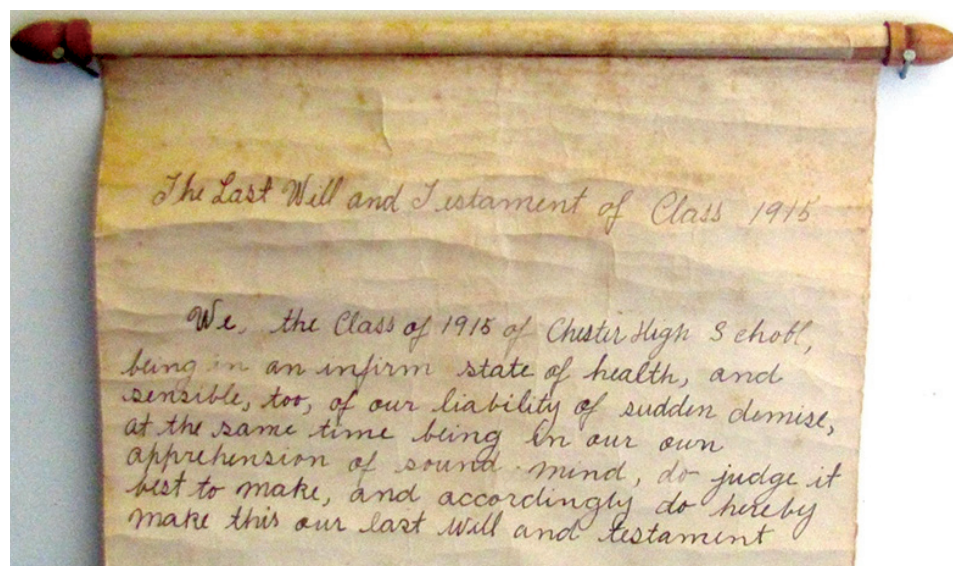 The Last Will and Testament of Class 1915
We, the Class of 1915 of Chester High School,
being in an infirm state of health, and
sensible, too, of our liability of sudden demise,
at the same time being in our own
apprehension of sound mind, do judge it
best to make, and accordingly do hereby
make this our last will and testament